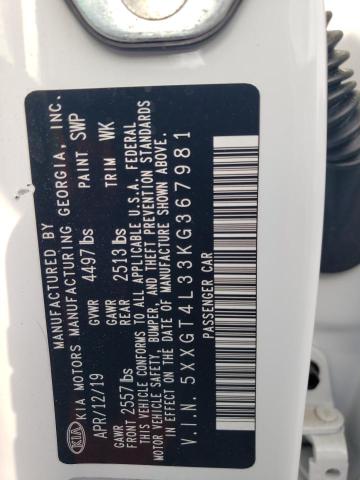 MANUFACTURED BY
KIA KIA MOTORS MANUFACTURING GEORGIA, INC.
APR/12/19 GVWR 4497lbs PAINT SWP
GAWR FRONT 2557lbs GAWR REAR 2513lbs TRIM WK
THIS VEHICLE CONFORMS TO ALL APPLICABLE U.S.A. FEDERAL
MOTOR VEHICLE SAFETY, BUMPER, AND THEFT PREVENTION STANDARDS
IN EFFECT ON THE DATE OF MANUFACTURE SHOWN ABOVE.
V.I.N. 5XXGT4L33KG367981
PASSENGER CAR